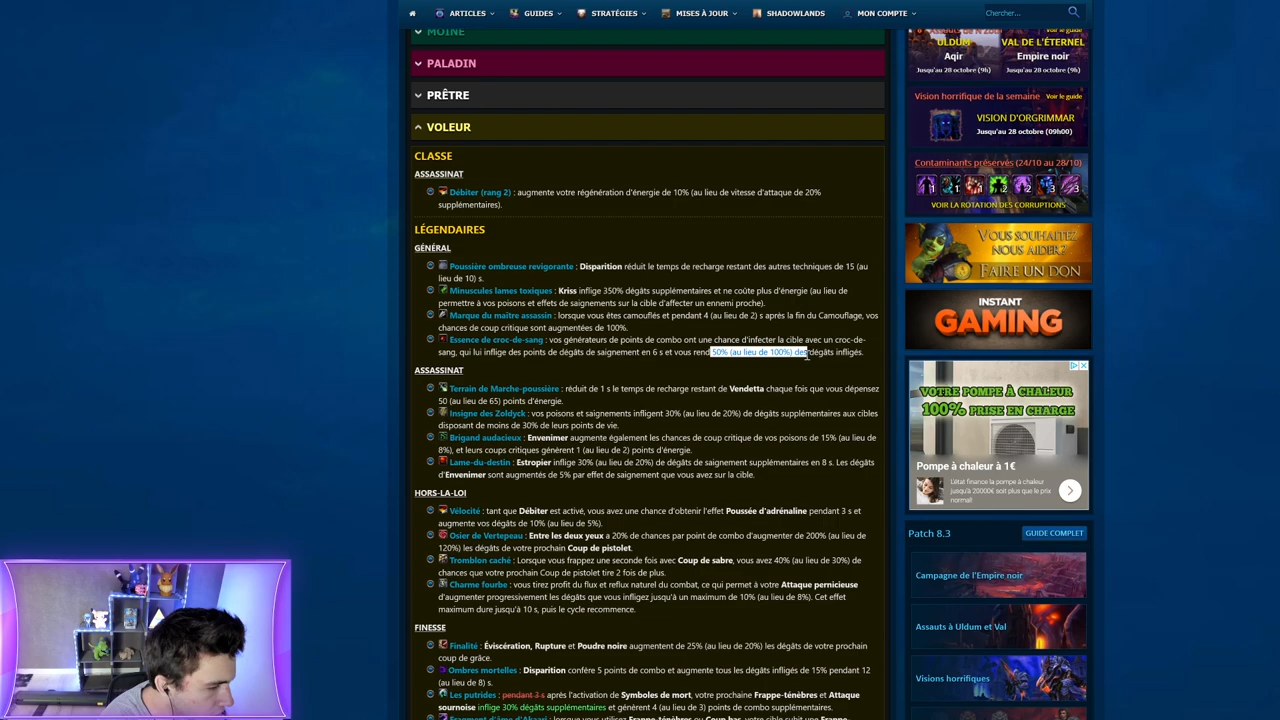 ARTICLES GUIDES STRATÉGIES MISES À JOUR SHADOWLANDS MON COMPTE Chercher...
MOINE
PALADIN
PRÊTRE
VOLEUR
CLASSE
ASSASSINAT
Débiter (rang 2) : augmente votre régénération d'énergie de 10% (au lieu de vitesse d'attaque de 20%
supplémentaires).
LÉGENDAIRES
GÉNÉRAL
Poussière ombreuse revigorante : Disparition réduit le temps de recharge restant des autres techniques de 15 (au
lieu de 10) s.
Minuscules lames toxiques : Kriss inflige 350% dégâts supplémentaires et ne coûte plus d'énergie (au lieu de
permettre à vos poisons et effets de saignements sur la cible d'affecter un ennemi proche).
Marque du maître assassin : lorsque vous êtes camouflés et pendant 4 (au lieu de 2) s après la fin du Camouflage, vos
chances de coup critique sont augmentées de 100%.
Essence de croc-de-sang : vos générateurs de points de combo ont une chance d'infecter la cible avec un croc-de-
sang, qui lui inflige des points de dégâts de saignement en 6 s et vous rend 50% (au lieu de 100%) des dégâts infligés.
ASSASSINAT
Terrain de Marche-poussière : réduit de 1 s le temps de recharge restant de Vendetta chaque fois que vous dépensez
50 (au lieu de 65) points d'énergie.
Insigne des Zoldyck : vos poisons et saignements infligent 30% (au lieu de 20%) de dégâts supplémentaires aux cibles
disposant de moins de 30% de leurs points de vie.
Brigand audacieux : Envenimer augmente également les chances de coup critique de vos poisons de 15% (au lieu de
8%), et leurs coups critiques génèrent 1 (au lieu de 2) points d'énergie.
Lame-du-destin : Estropier inflige 30% (au lieu de 20%) de dégâts de saignement supplémentaires en 8 s. Les dégâts
d'Envenimer sont augmentés de 5% par effet de saignement que vous avez sur la cible.
HORS-LA-LOI
Vélocité : tant que Débiter est activé, vous avez une chance d'obtenir l'effet Poussée d'adrénaline pendant 3 s et
augmente vos dégâts de 10% (au lieu de 5%).
Osier de Vertepeau : Entre les deux yeux a 20% de chances par point de combo d'augmenter de 200% (au lieu de
120%) les dégâts de votre prochain Coup de pistolet.
Tromblon caché : Lorsque vous frappez une seconde fois avec Coup de sabre, vous avez 40% (au lieu de 30%) de
chances que votre prochain Coup de pistolet tire 2 fois de plus.
Charme fourbe : vous tirez profit du flux et reflux naturel du combat, ce qui permet à votre Attaque pernicieuse
d'augmenter progressivement les dégâts que vous infligez jusqu'à un maximum de 10% (au lieu de 8%). Cet effet
maximum dure jusqu'à 10 s, puis le cycle recommence.
FINESSE
Finalité : Éviscération, Rupture et Poudre noire augmentent de 25% (au lieu de 20%) les dégâts de votre prochain
coup de grâce.
Ombres mortelles : Disparition confère 5 points de combo et augmente tous les dégâts infligés de 15% pendant 12
(au lieu de 8) s.
Les putrides : pendant 3 s après l'activation de Symboles de mort, votre prochaine Frappe-ténèbres et Attaque
sournoise inflige 30% dégâts supplémentaires et génèrent 4 (au lieu de 3) points de combo.
ULDUM VAL DE L'ÉTERNEL
Aqir Empire noir
Jusqu'au 28 octobre (9h) Jusqu'au 28 octobre (9h)
Vision horrifique de la semaine Voir le guide
VISION D'ORGRIMMAR
Jusqu'au 28 octobre (09h00)
Contaminants préservés (24/10 au 28/10)
1 1 1 2 2 3 3
VOIR LA ROTATION DES CORRUPTIONS
VOUS SOUHAITEZ
NOUS AIDER?
FAIRE UN DON
INSTANT
GAMING
VOTRE POMPE À CHALEUR
100% PRISE EN CHARGE
Pompe à chaleur à 1€
L'état finance la pompe à chaleur
jusqu'à 20000€ soit plus que le prix
normal!
Patch 8.3 GUIDE COMPLET
Campagne de l'Empire noir
Assauts à Uldum et Val
Visions horrifiques